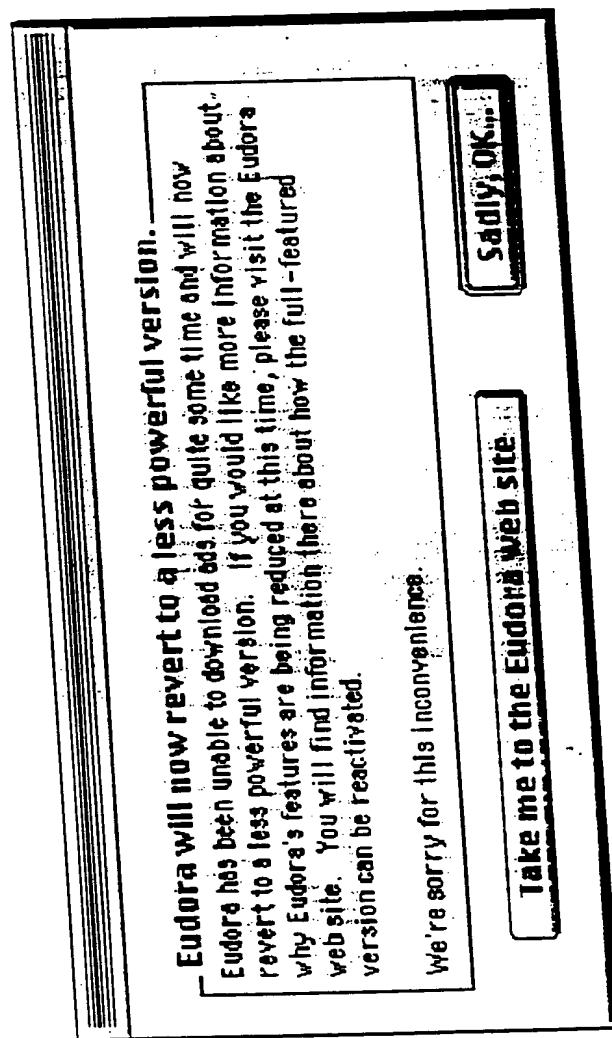 Eudora will now revert to a less powerful version.
Eudora has been unable to download ads for quite some time and will now
revert to a less powerful version. If you would like more information about
why Eudora's features are being reduced at this time, please visit the Eudora
web site. You will find information there about how the full-featured
version can be reactivated.
We're sorry for this inconvenience.
Take me to the Eudora web site
Sadly, OK...